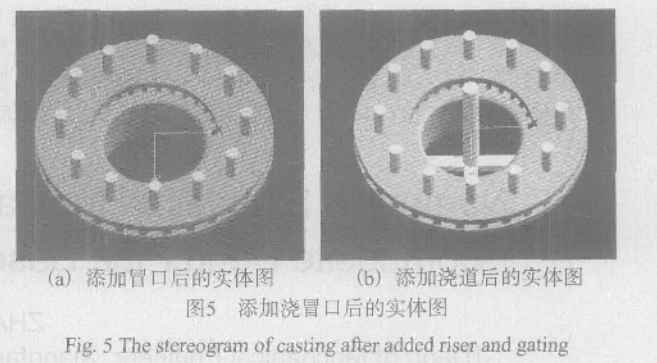 (a) 添加冒口后的实体图
(b) 添加浇道后的实体图
图5 添加浇冒口后的实体图
Fig. 5 The stereogram of casting after added riser and gating